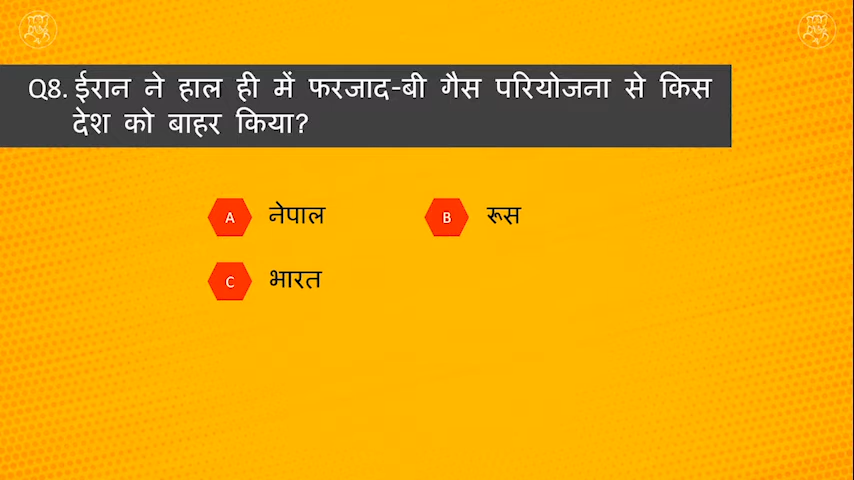 Q8. ईरान ने हाल ही में फरजाद-बी गैस परियोजना से किस
देश को बाहर किया?
A नेपाल B रूस
C भारत